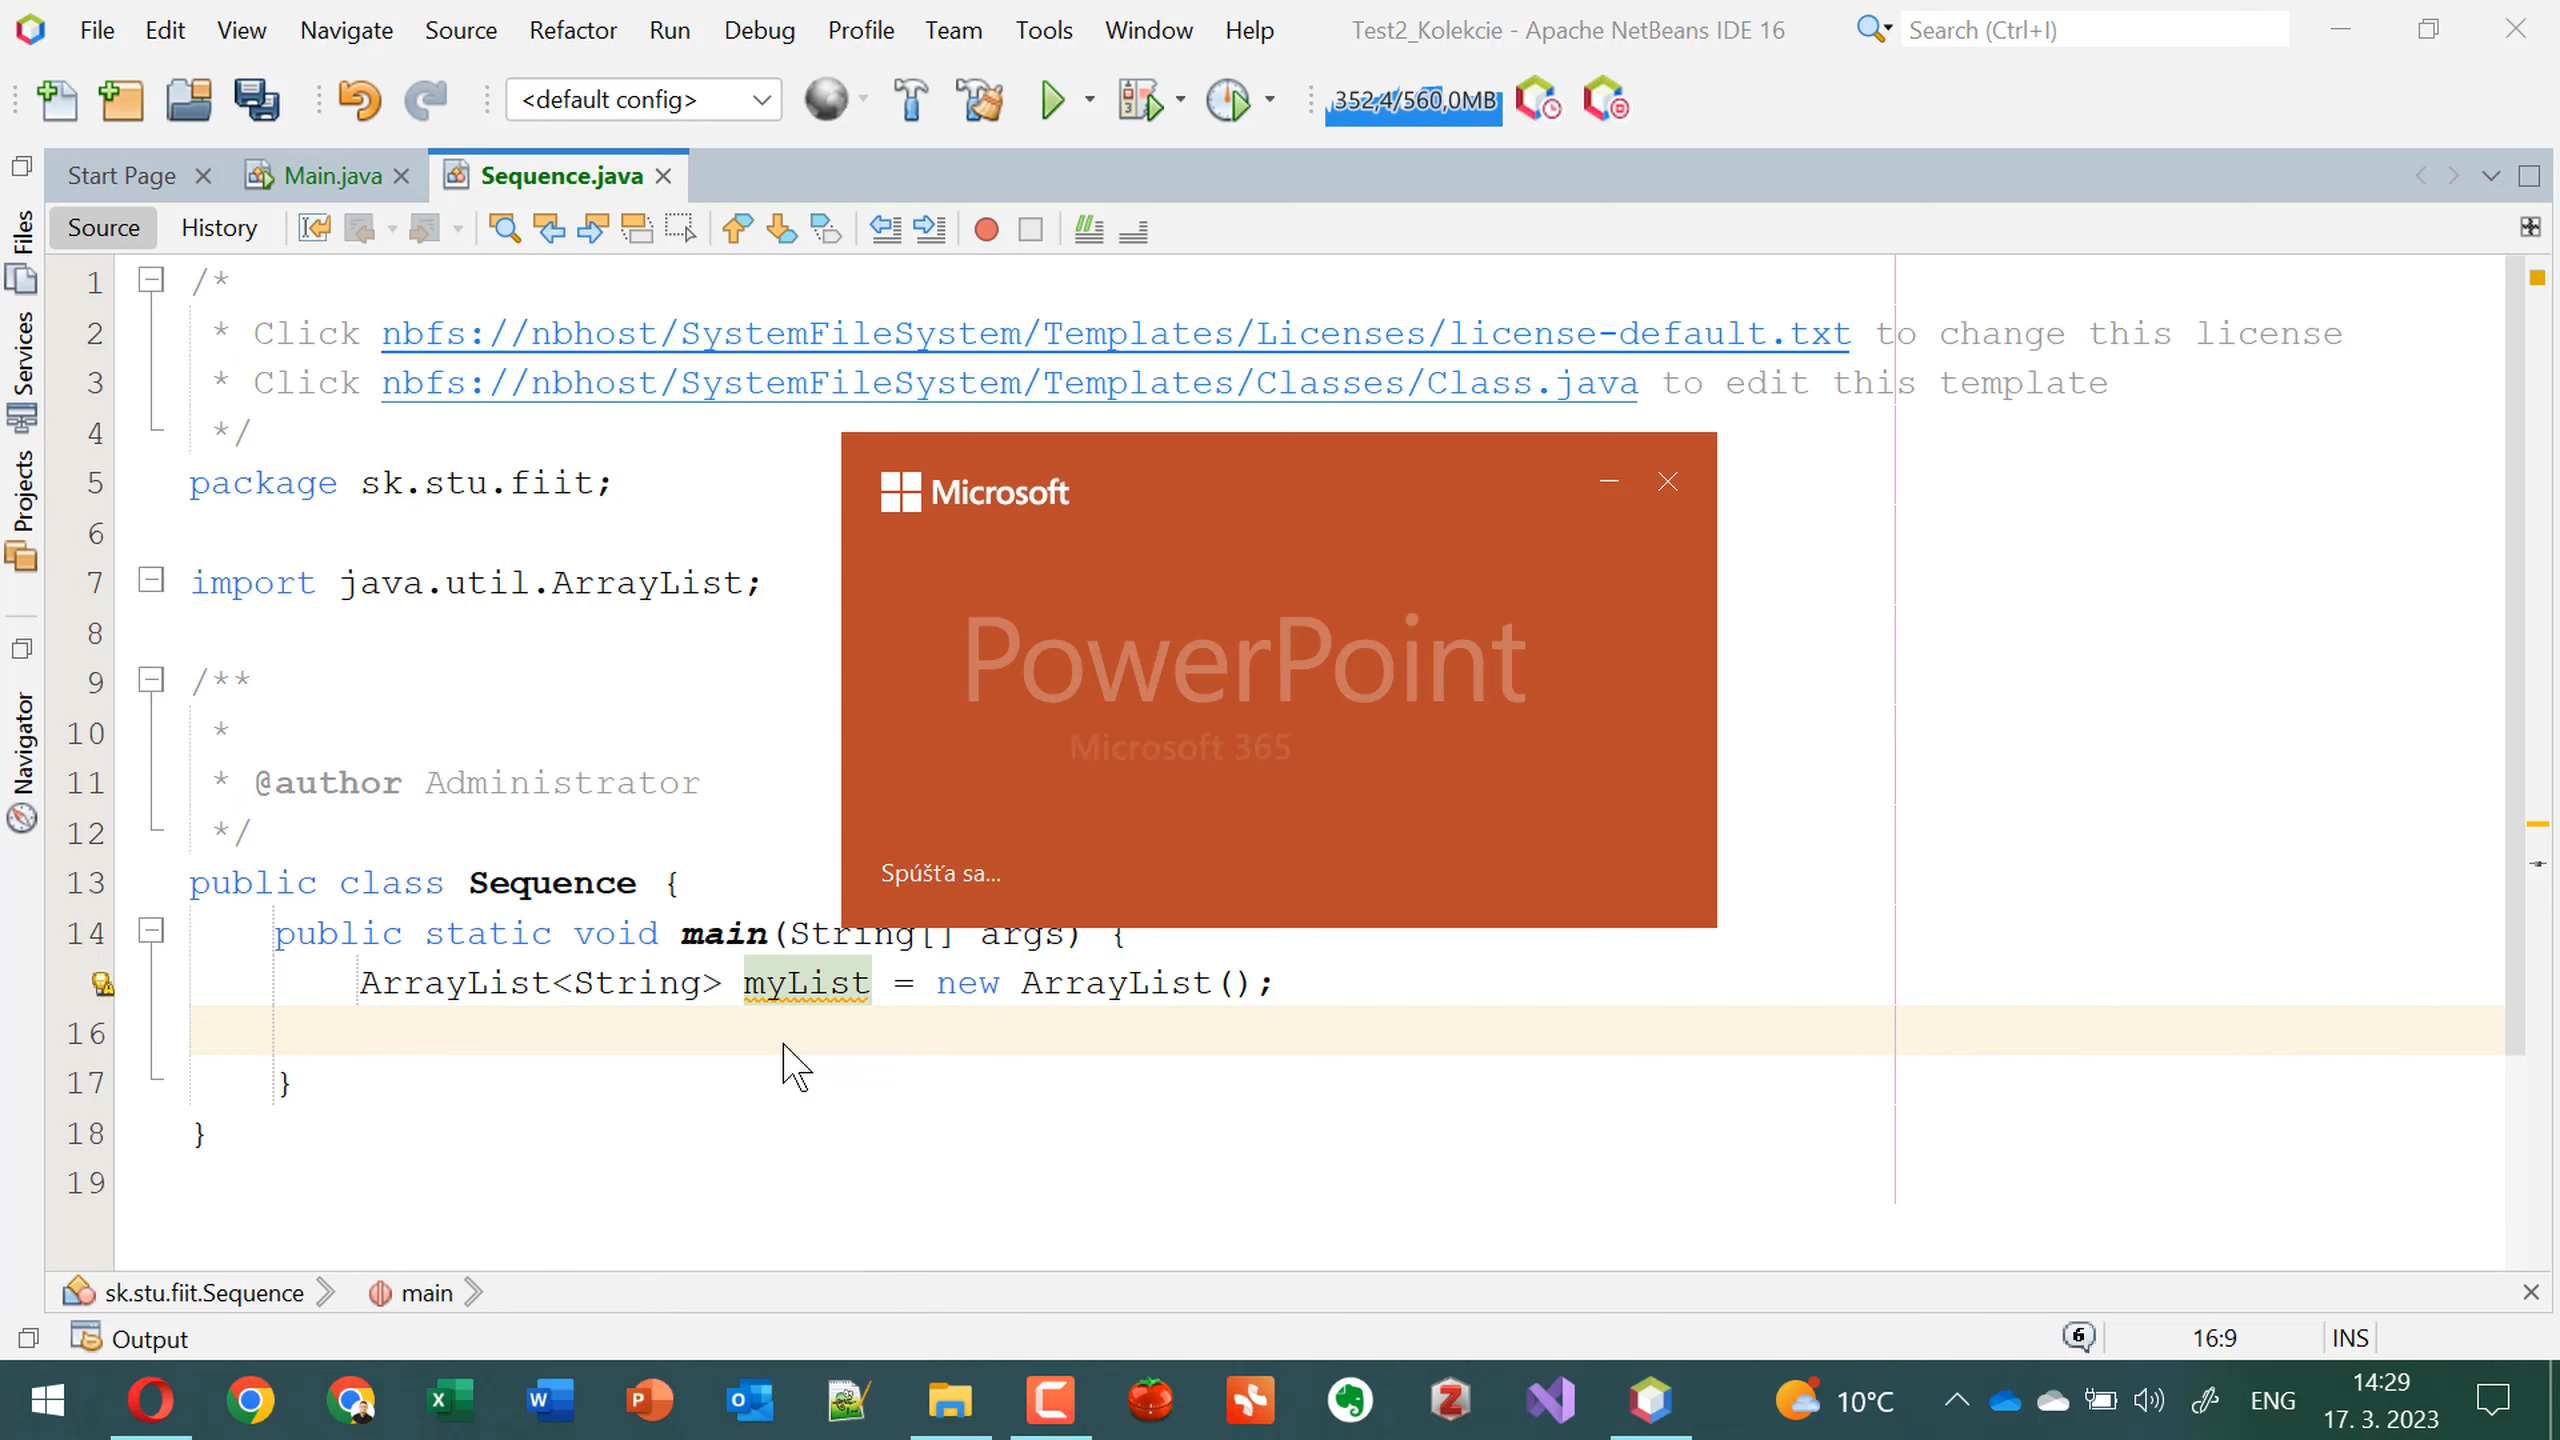 File Edit View Navigate Source Refactor Run Debug Profile Team Tools Window Help Test2_Kolekcie - Apache NetBeans IDE 16 Search (Ctrl+I)
<default config> 352,4/560,0MB
Start Page Main.java Sequence.java
Source History
Files
Services
Projects
Navigator
1 /*
2 * Click nbfs://nbhost/SystemFileSystem/Templates/Licenses/license-default.txt to change this license
3 * Click nbfs://nbhost/SystemFileSystem/Templates/Classes/Class.java to edit this template
4 */
5 package sk.stu.fiit;
6
7 import java.util.ArrayList;
8
9 /**
10 *
11 * @author Administrator
12 */
13 public class Sequence {
14 public static void main(String[] args) {
ArrayList<String> myList = new ArrayList();
16
17 }
18 }
19
Microsoft
PowerPoint
Microsoft 365
Spúšťa sa...
sk.stu.fiit.Sequence main
Output 6 16:9 INS
10°C ENG 14:29
17. 3. 2023